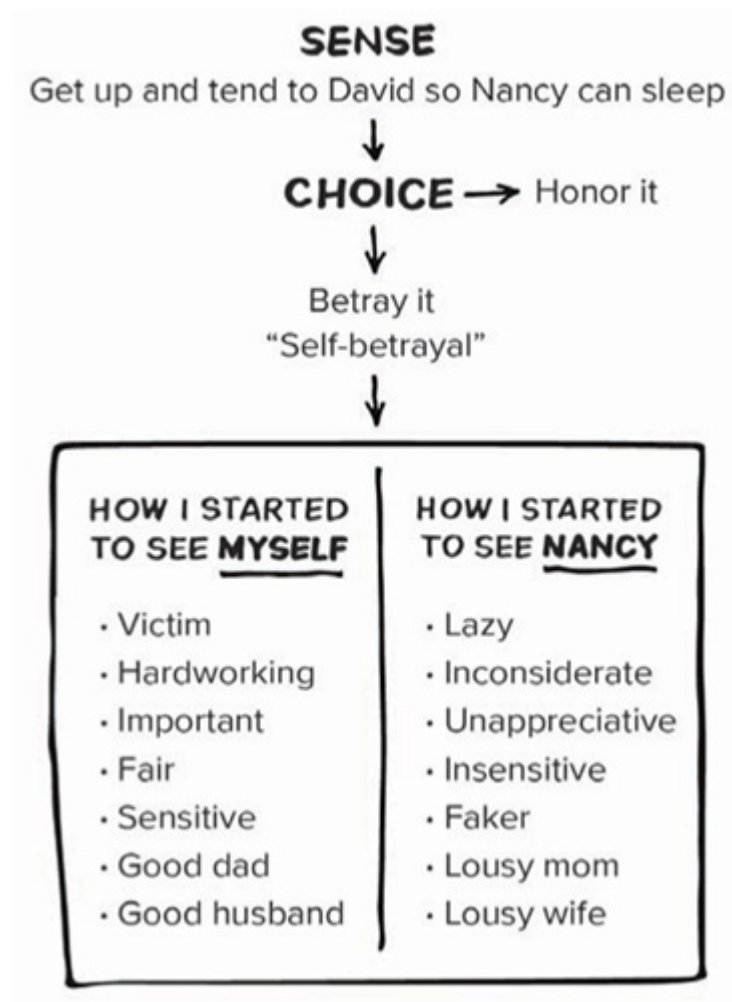 SENSE
Get up and tend to David so Nancy can sleep
CHOICE → Honor it
Betray it
“Self-betrayal”
HOW I STARTED
TO SEE MYSELF
· Victim
· Hardworking
· Important
· Fair
· Sensitive
· Good dad
· Good husband
HOW I STARTED
TO SEE NANCY
· Lazy
· Inconsiderate
· Unappreciative
· Insensitive
· Faker
· Lousy mom
· Lousy wife